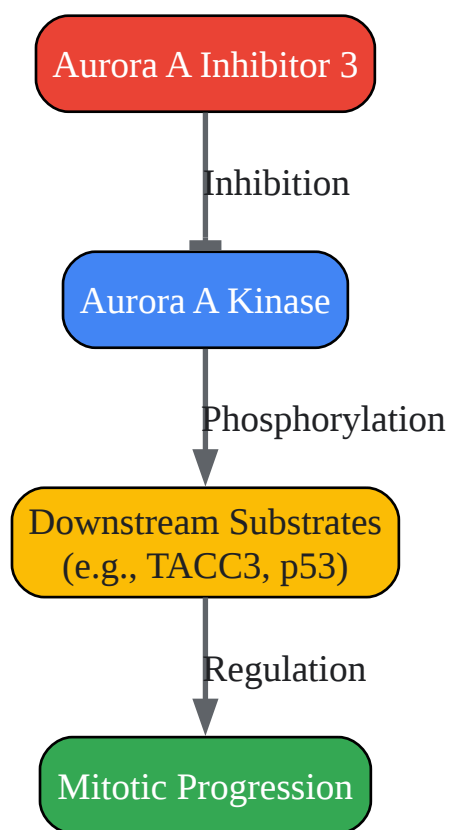 Aurora A Inhibitor 3
Inhibition
Aurora A Kinase
Phosphorylation
Downstream Substrates
(e.g., TACC3, p53)
Regulation
Mitotic Progression